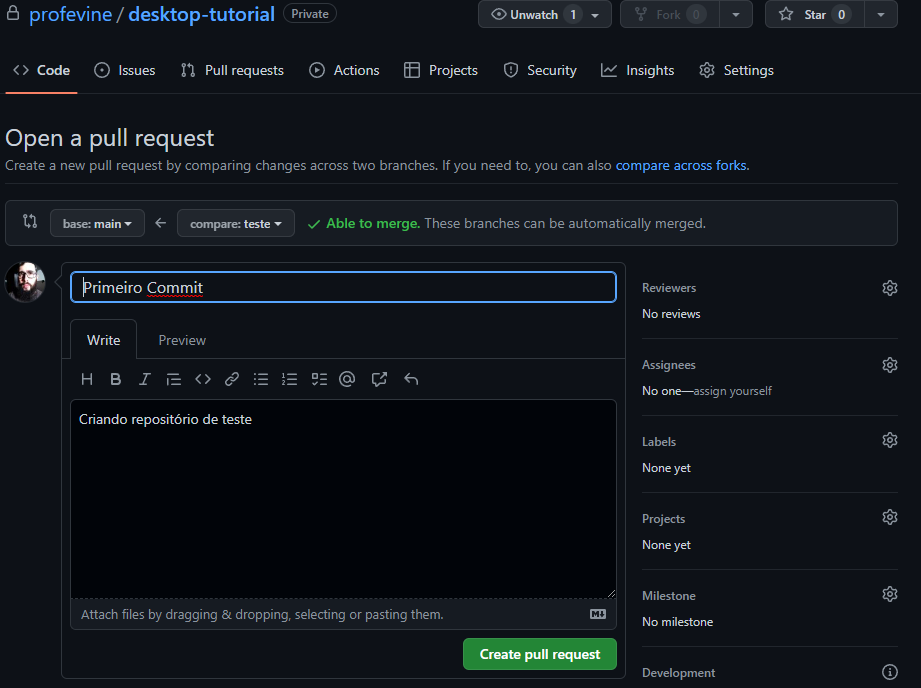 profevine / desktop-tutorial Private
Unwatch 1 Fork 0 Star 0
Code Issues Pull requests Actions Projects Security Insights Settings
Open a pull request
Create a new pull request by comparing changes across two branches. If you need to, you can also compare across forks.
base: main compare: teste Able to merge. These branches can be automatically merged.
Primeiro Commit
Write Preview
H B I
Criando repositório de teste
Attach files by dragging & dropping, selecting or pasting them.
Create pull request
Reviewers
No reviews
Assignees
No one—assign yourself
Labels
None yet
Projects
None yet
Milestone
No milestone
Development